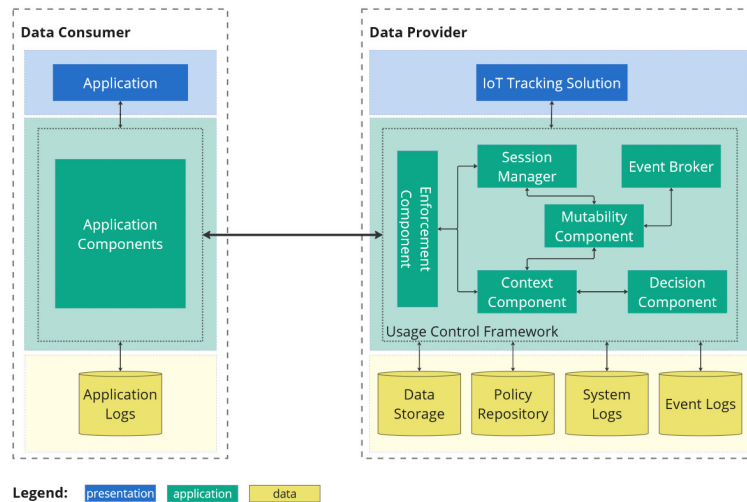 Data Consumer
Application
Application
Components
Application
Logs
Data Provider
IoT Tracking Solution
Enforcement
Component
Session
Manager
Event Broker
Mutability
Component
Context
Component
Decision
Component
Usage Control Framework
Data
Storage
Policy
Repository
System
Logs
Event Logs
Legend:
presentation
application
data